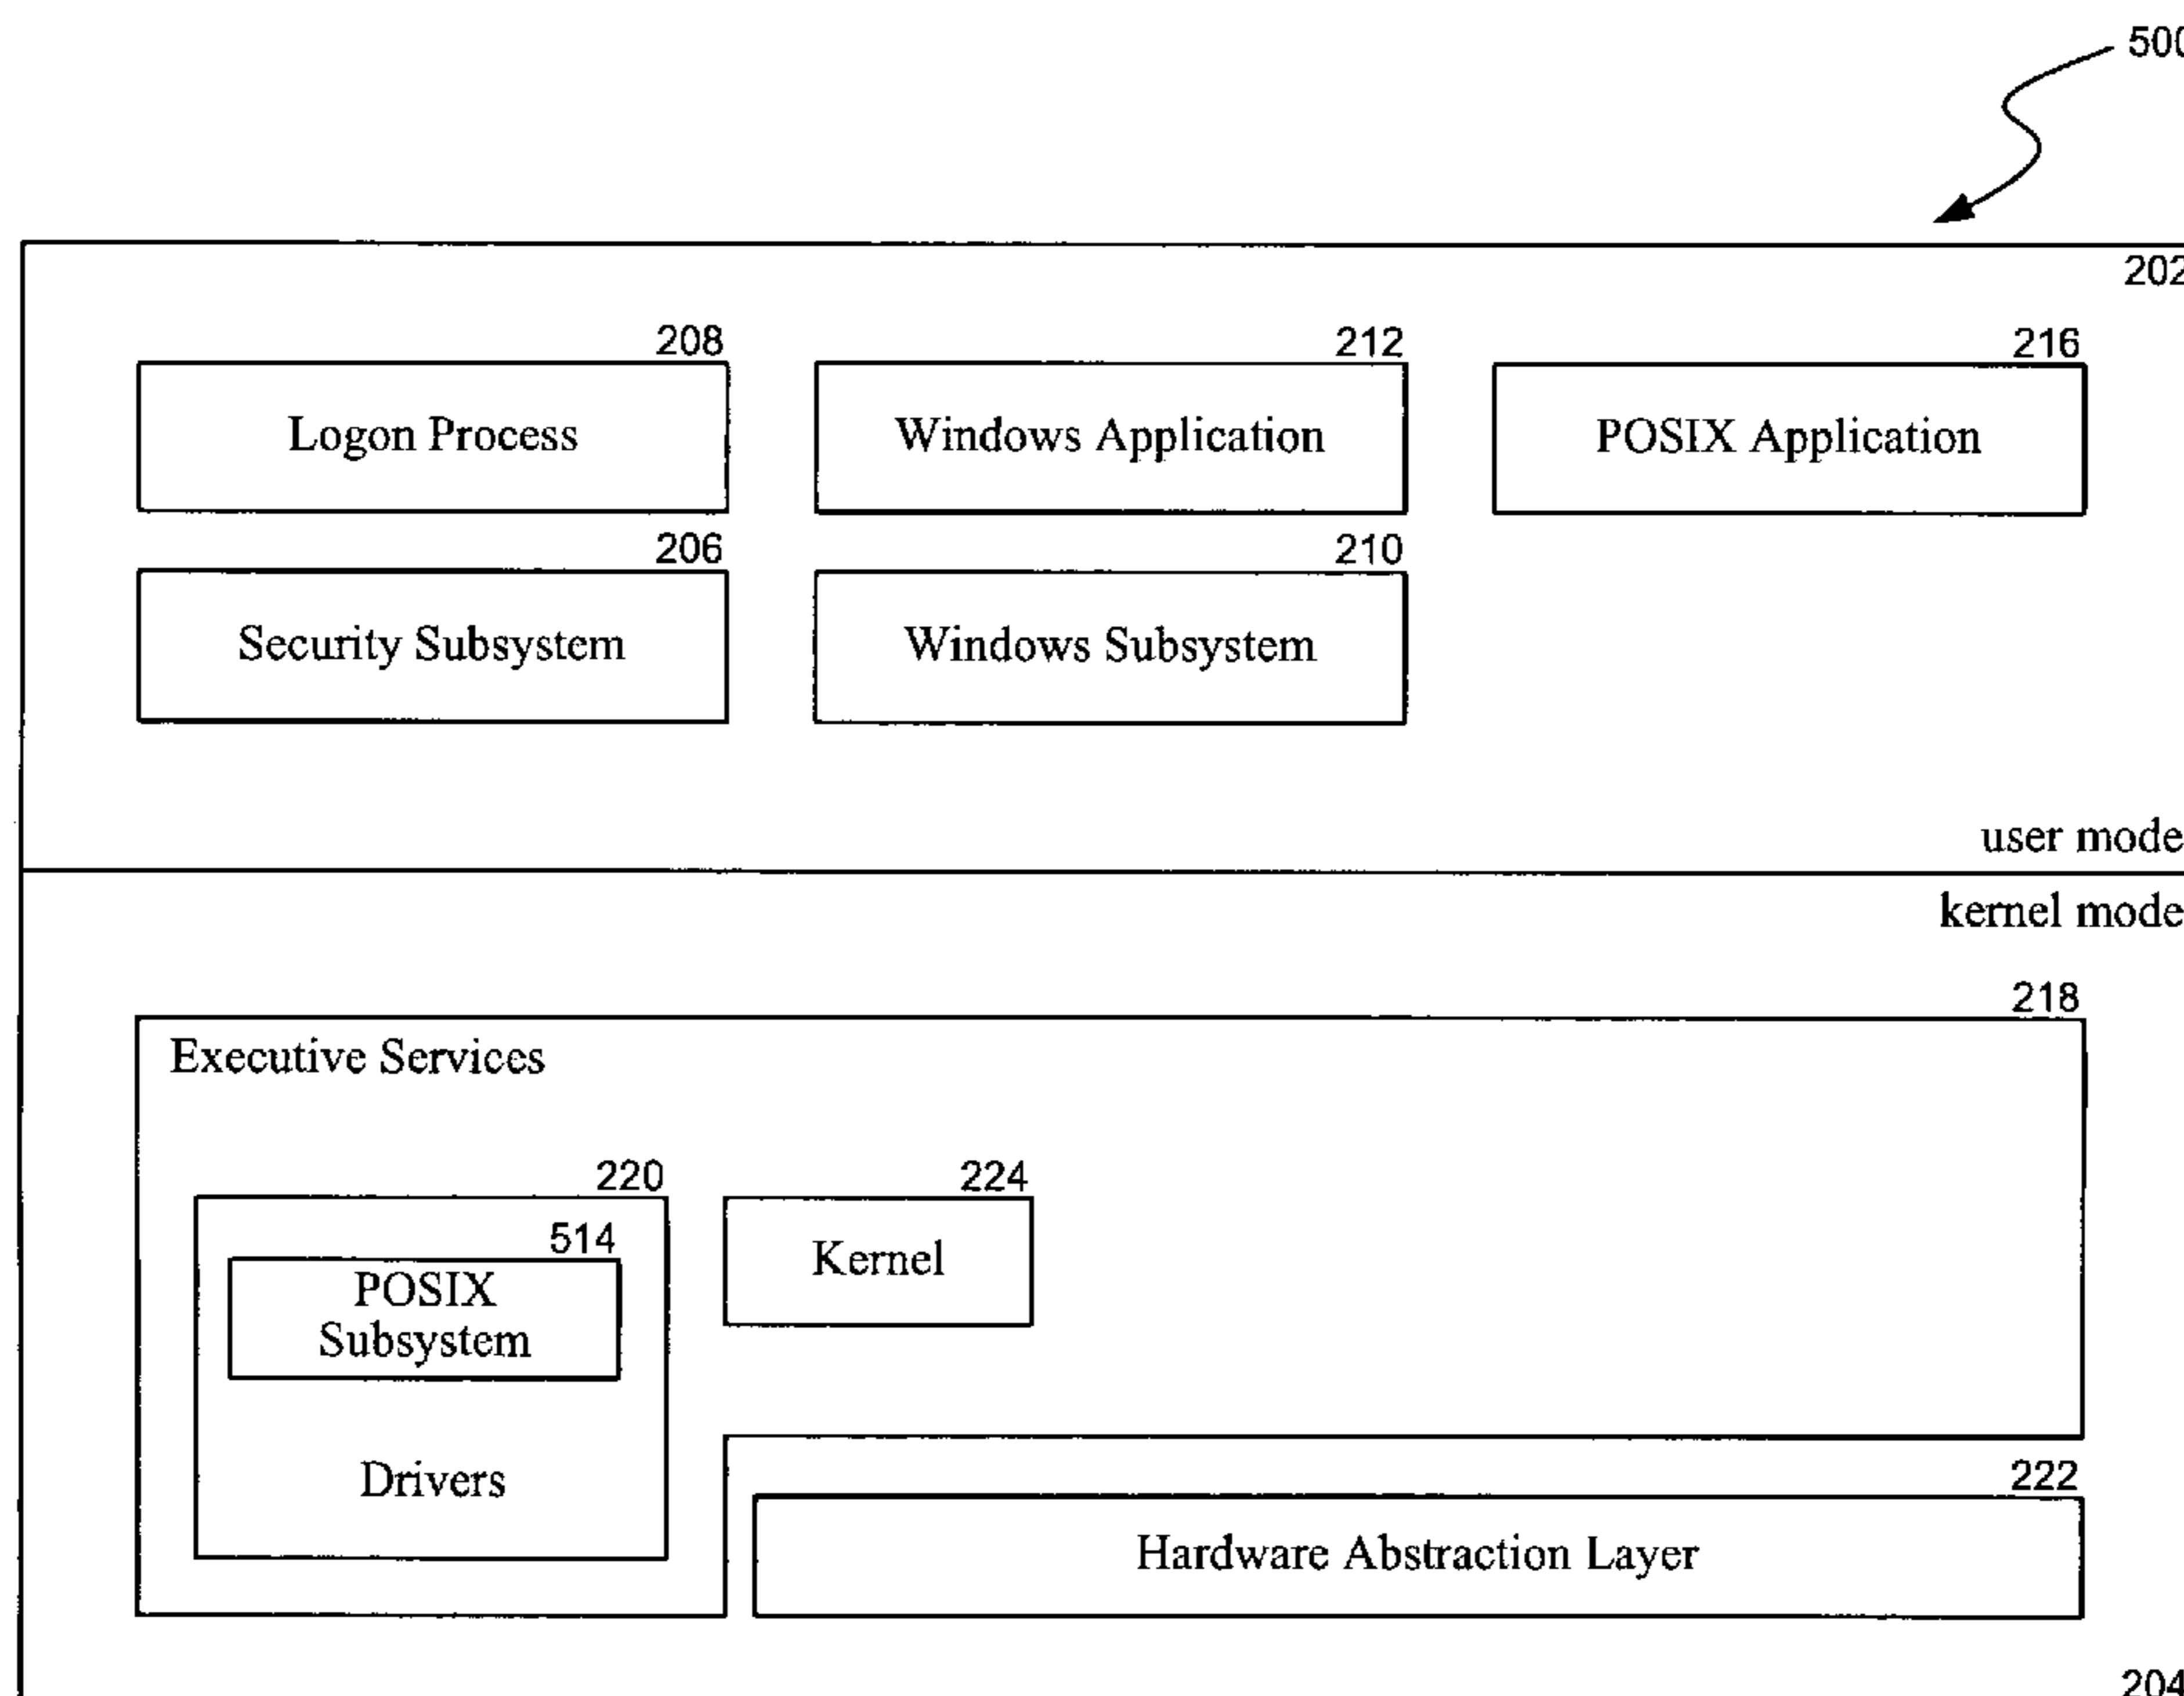 500
202
208
212
216
Logon Process
Windows Application
POSIX Application
206
210
Security Subsystem
Windows Subsystem
user mode
kernel mode
218
Executive Services
220
224
514
POSIX
Subsystem
Kernel
Drivers
222
Hardware Abstraction Layer
204